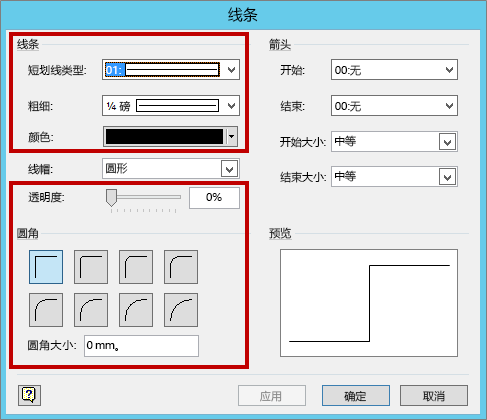 线条
线条
短划线类型: 01:
粗细: ¼ 磅
颜色:
线帽: 圆形
透明度: 0%
圆角
圆角大小: 0 mm。
箭头
开始: 00:无
结束: 00:无
开始大小: 中等
结束大小: 中等
预览
?
应用 确定 取消